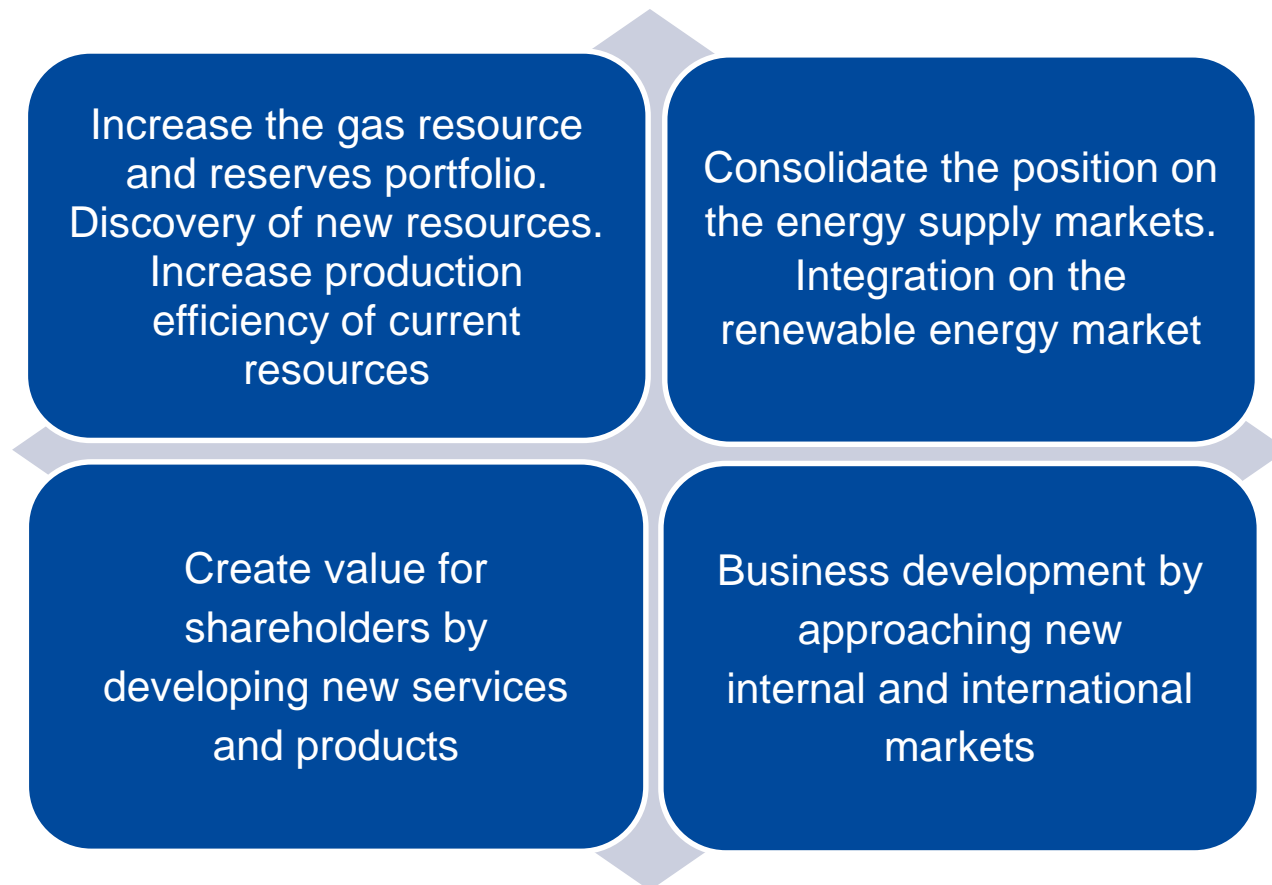 Increase the gas resource
and reserves portfolio.
Discovery of new resources.
Increase production
efficiency of current
resources
Consolidate the position on
the energy supply markets.
Integration on the
renewable energy market
Create value for
shareholders by
developing new services
and products
Business development by
approaching new
internal and international
markets